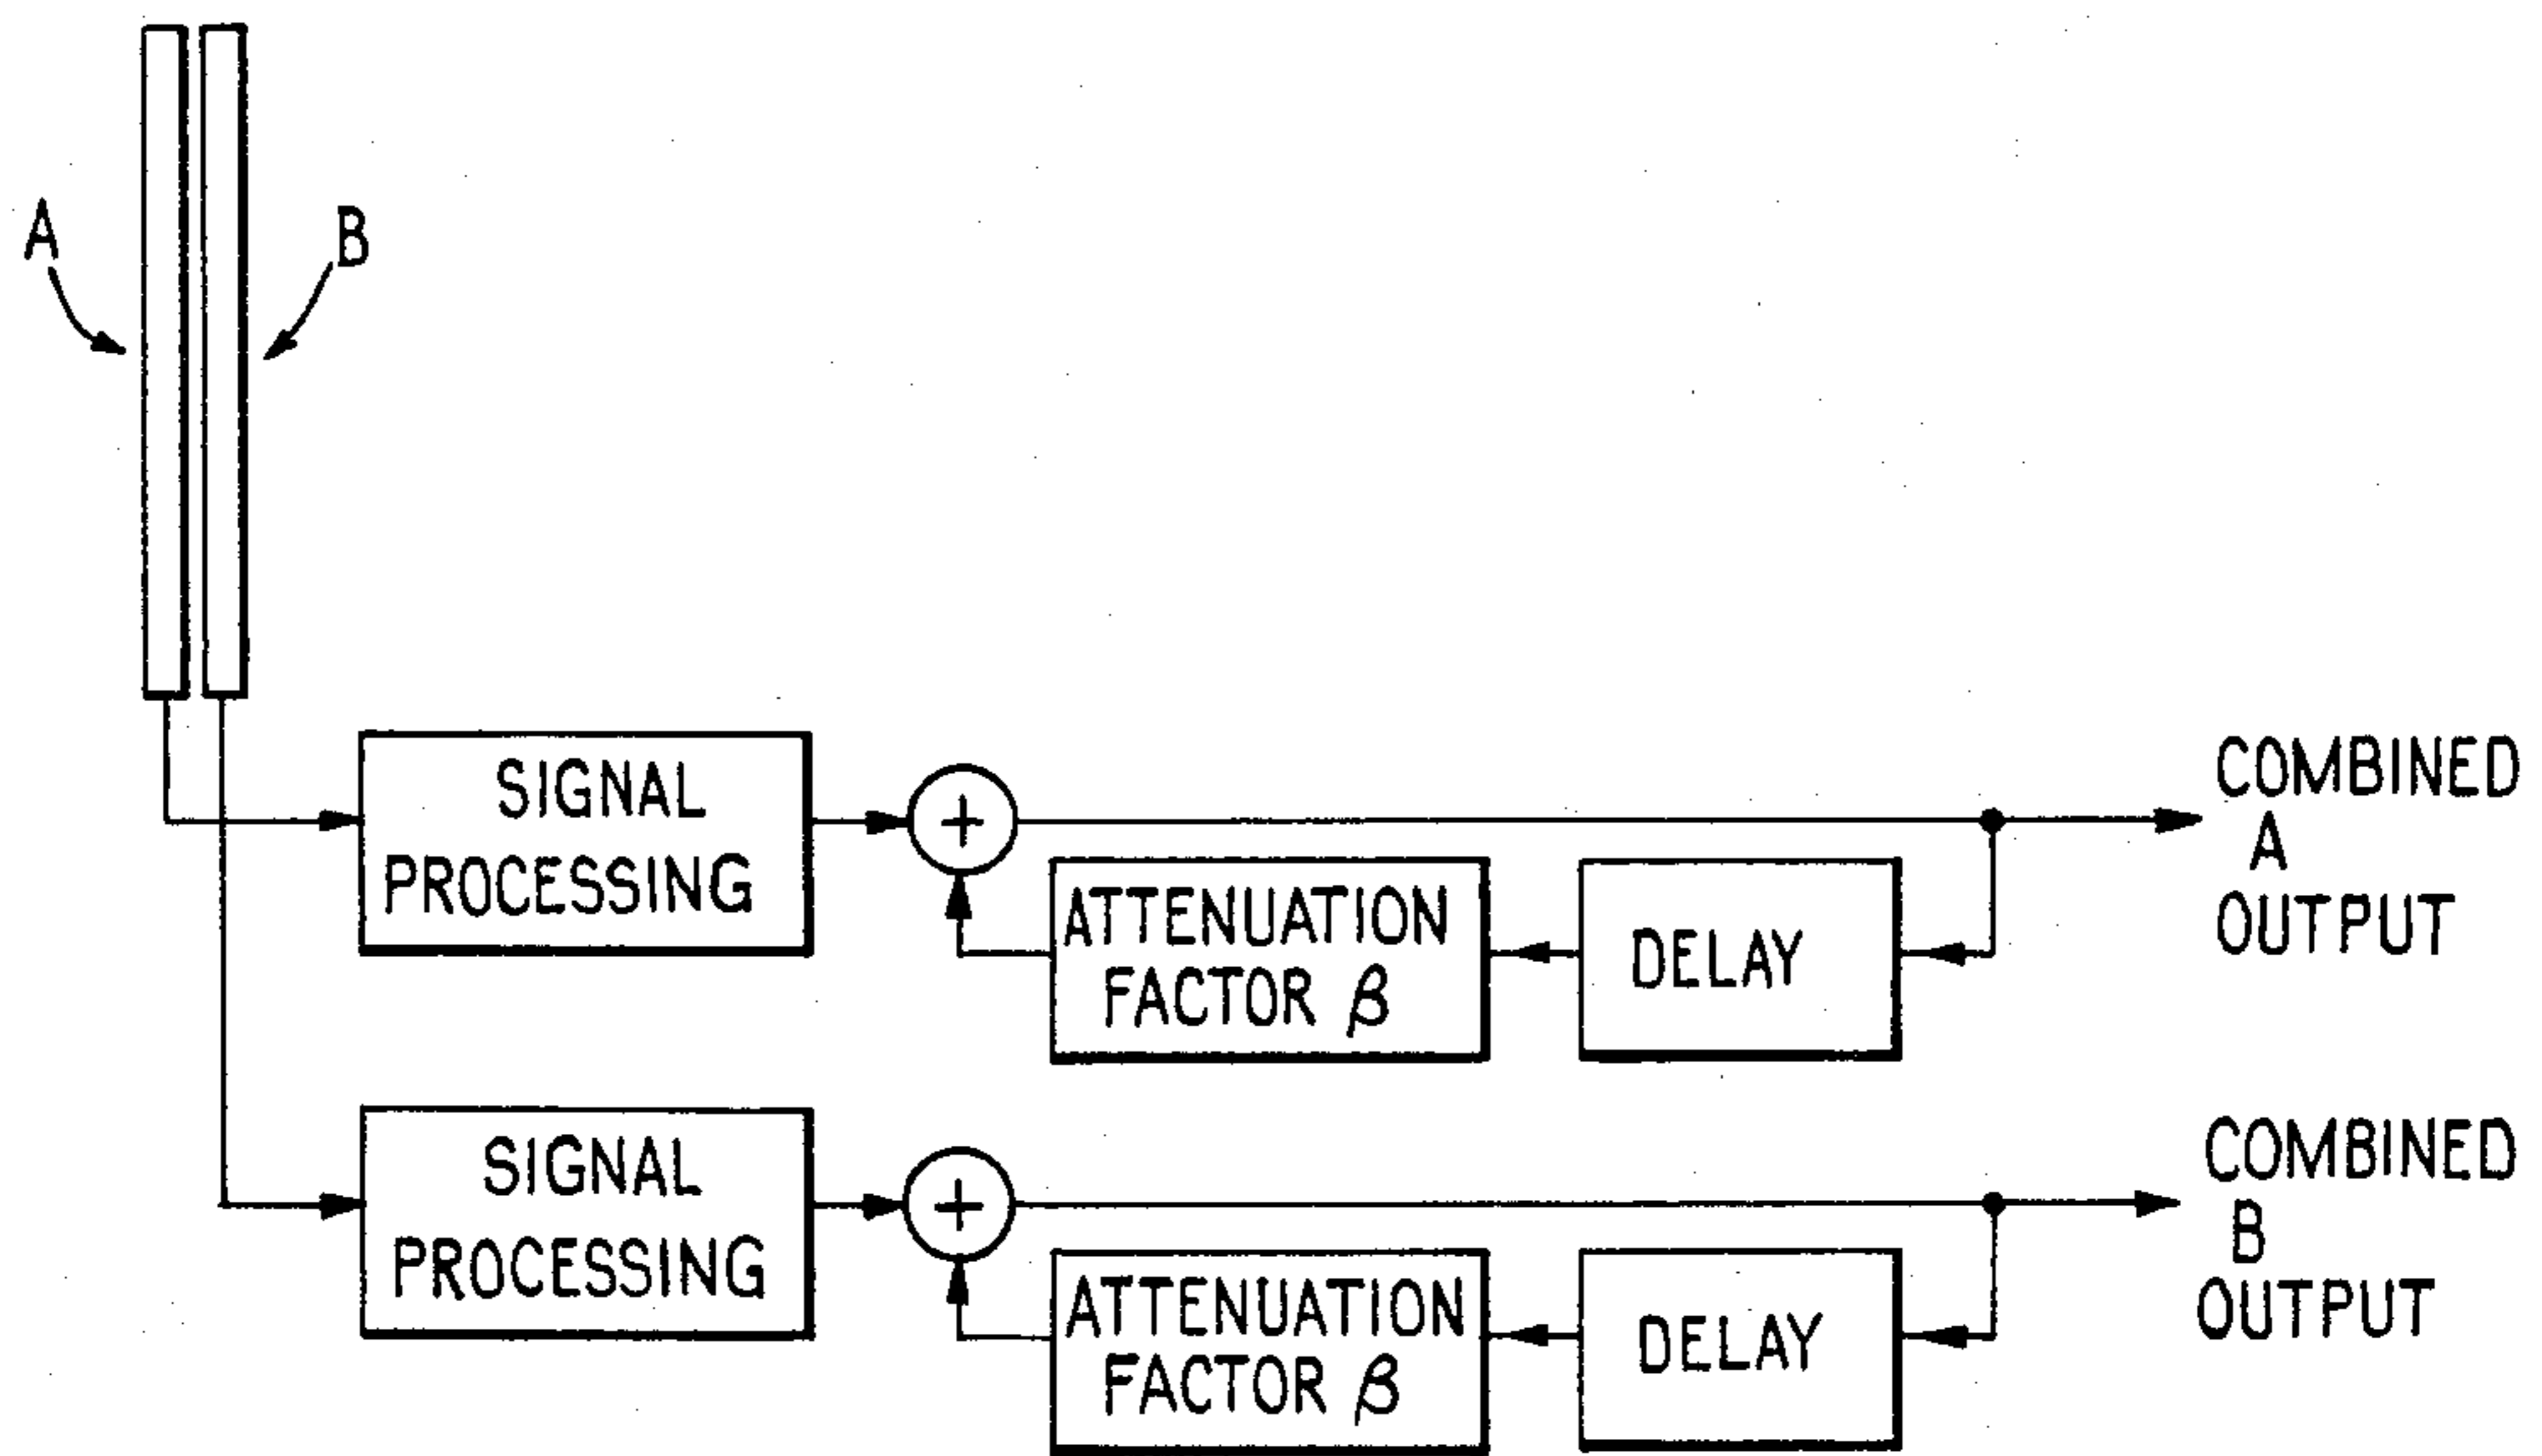 A
B
SIGNAL
PROCESSING
+
ATTENUATION
FACTOR β
DELAY
COMBINED
A
OUTPUT
SIGNAL
PROCESSING
+
ATTENUATION
FACTOR β
DELAY
COMBINED
B
OUTPUT